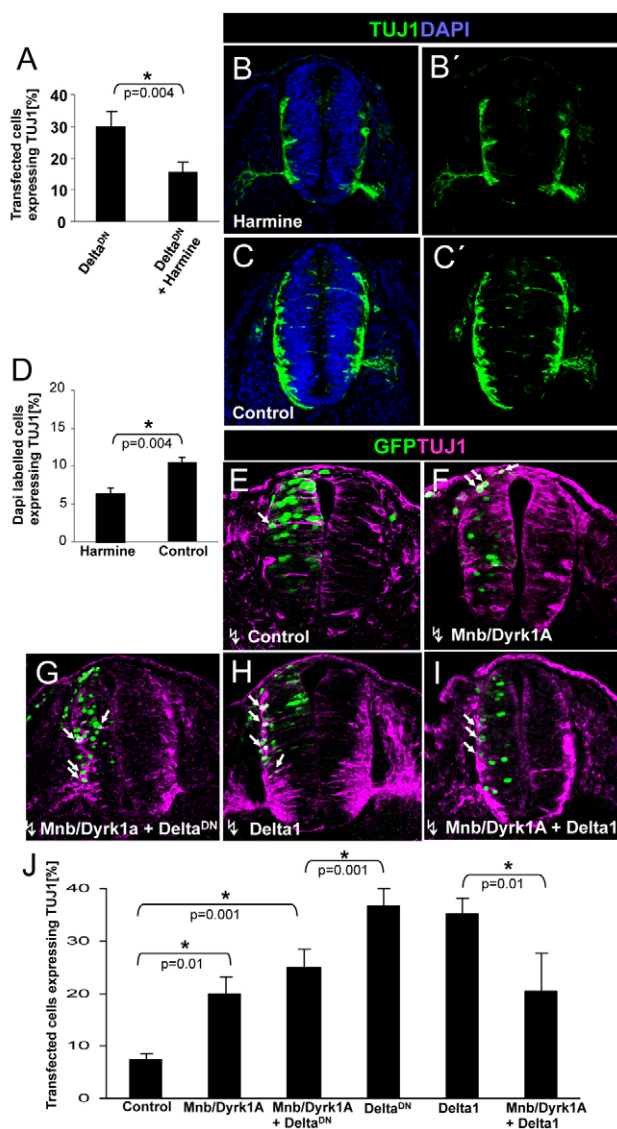 TUJ1DAPI
A
Transfected cells
expressing TUJ1[%]
40
30
20
10
0
*
p=0.004
Delta^DN
Delta^DN
+ Harmine
B
Harmine
B´
C
Control
C´
D
Dapi labelled cells
expressing TUJ1[%]
20
15
10
5
0
*
p=0.004
Harmine
Control
GFPTUJ1
E
↯ Control
F
↯ Mnb/Dyrk1A
G
↯ Mnb/Dyrk1a + Delta^DN
H
↯ Delta1
I
↯ Mnb/Dyrk1A + Delta1
J
Transfected cells expressing TUJ1[%]
40
30
20
10
0
*
p=0.01
*
p=0.001
*
p=0.001
*
p=0.01
Control
Mnb/Dyrk1A
Mnb/Dyrk1A
+ Delta^DN
Delta^DN
Delta1
Mnb/Dyrk1A
+ Delta1